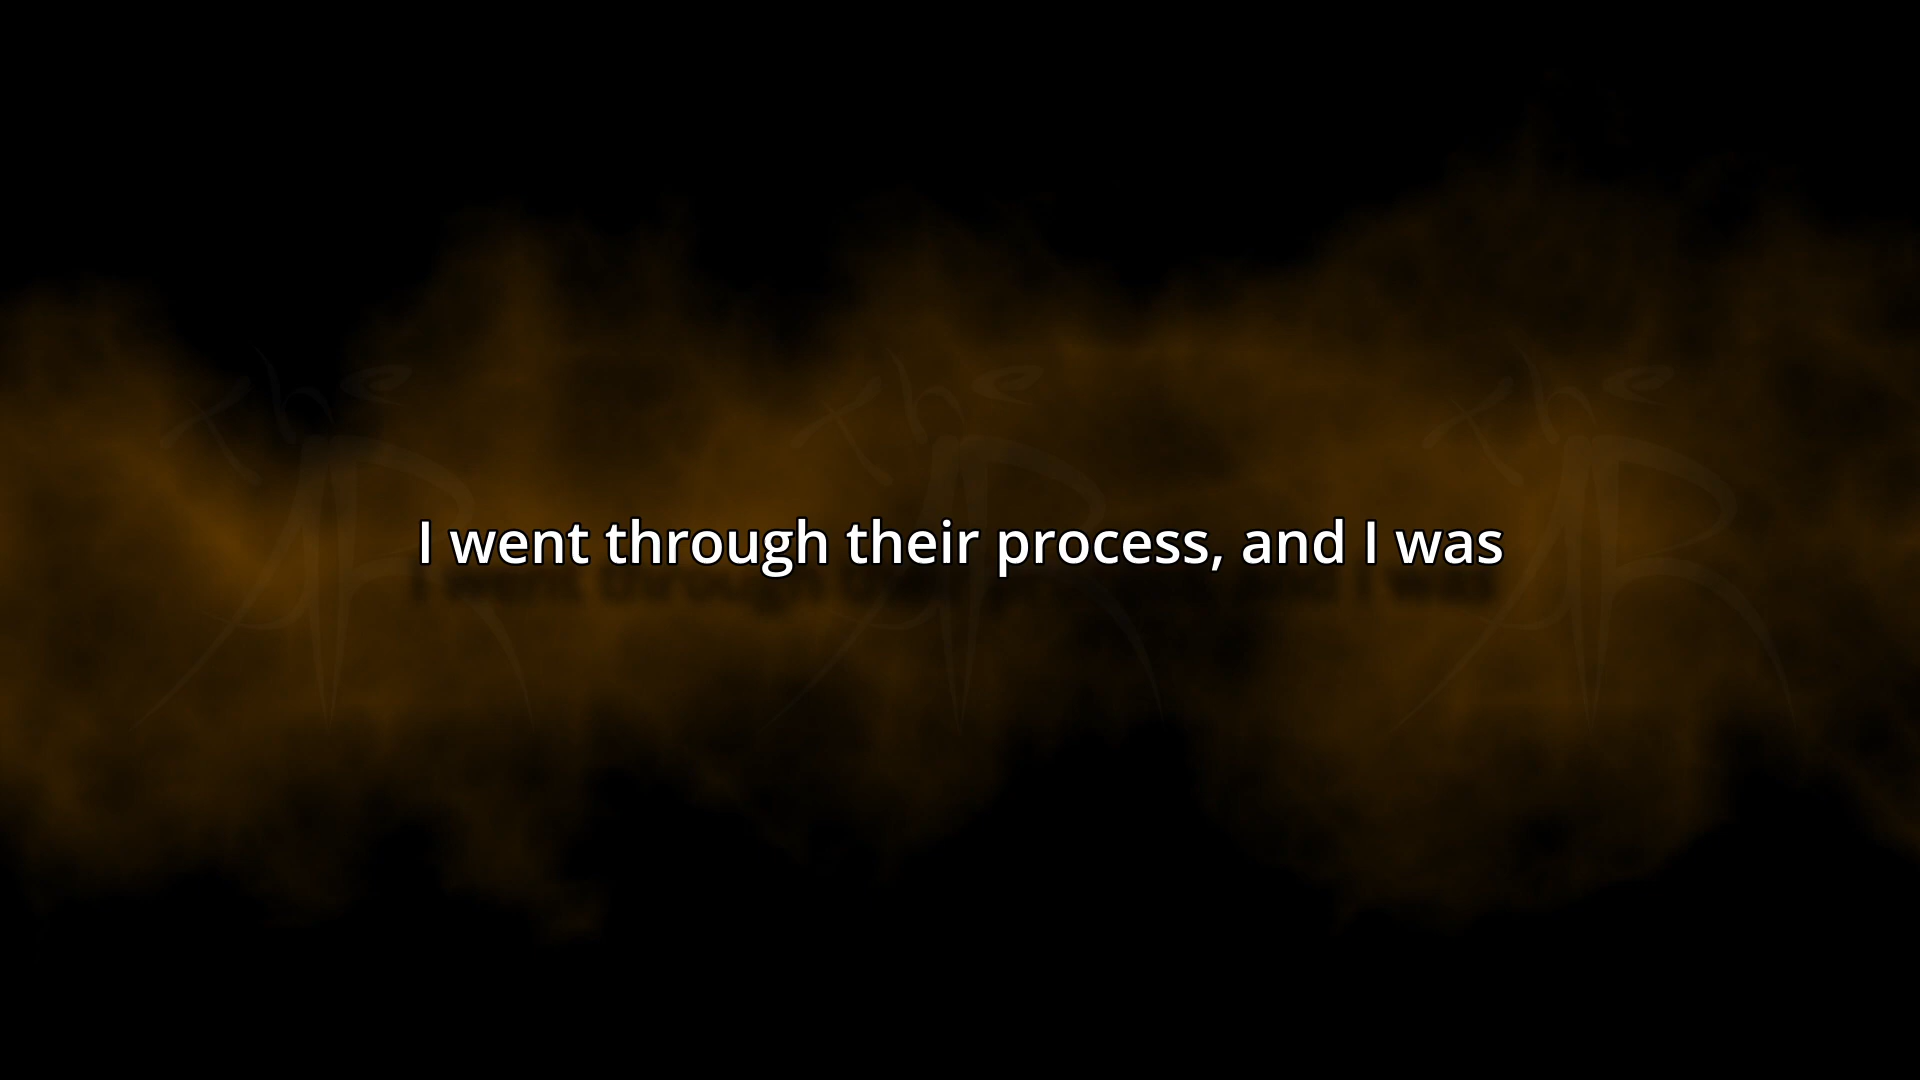 I went through their process, and I was